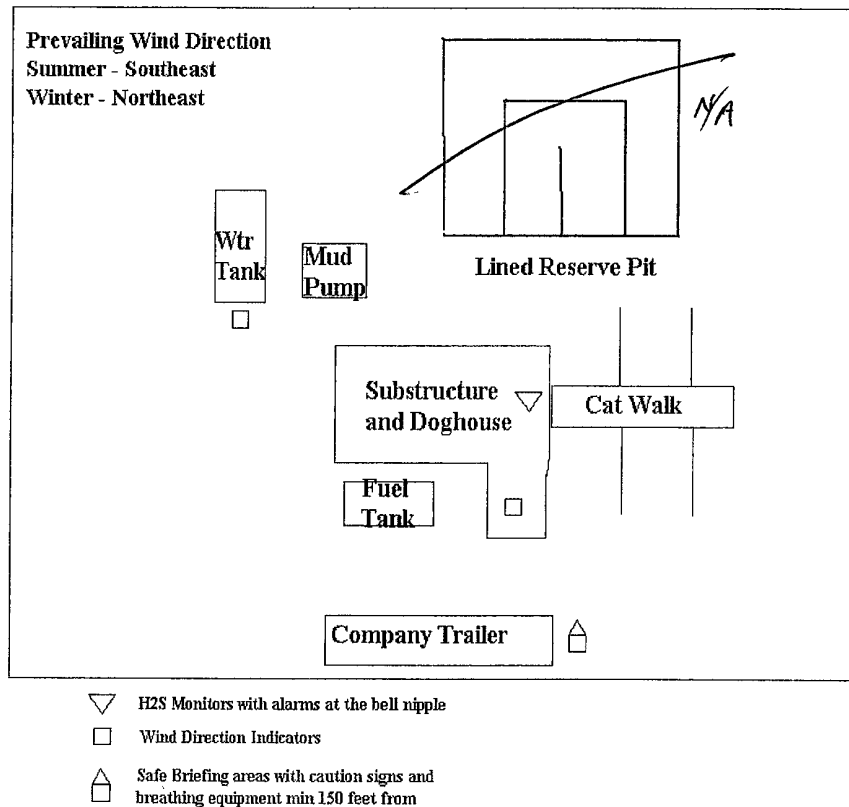 Prevailing Wind Direction
Summer - Southeast
Winter - Northeast
N/A
Wtr
Tank
Mud
Pump
Lined Reserve Pit
Substructure
and Doghouse
Cat Walk
Fuel
Tank
Company Trailer
H2S Monitors with alarms at the bell nipple
Wind Direction Indicators
Safe Briefing areas with caution signs and
breathing equipment min 150 feet from